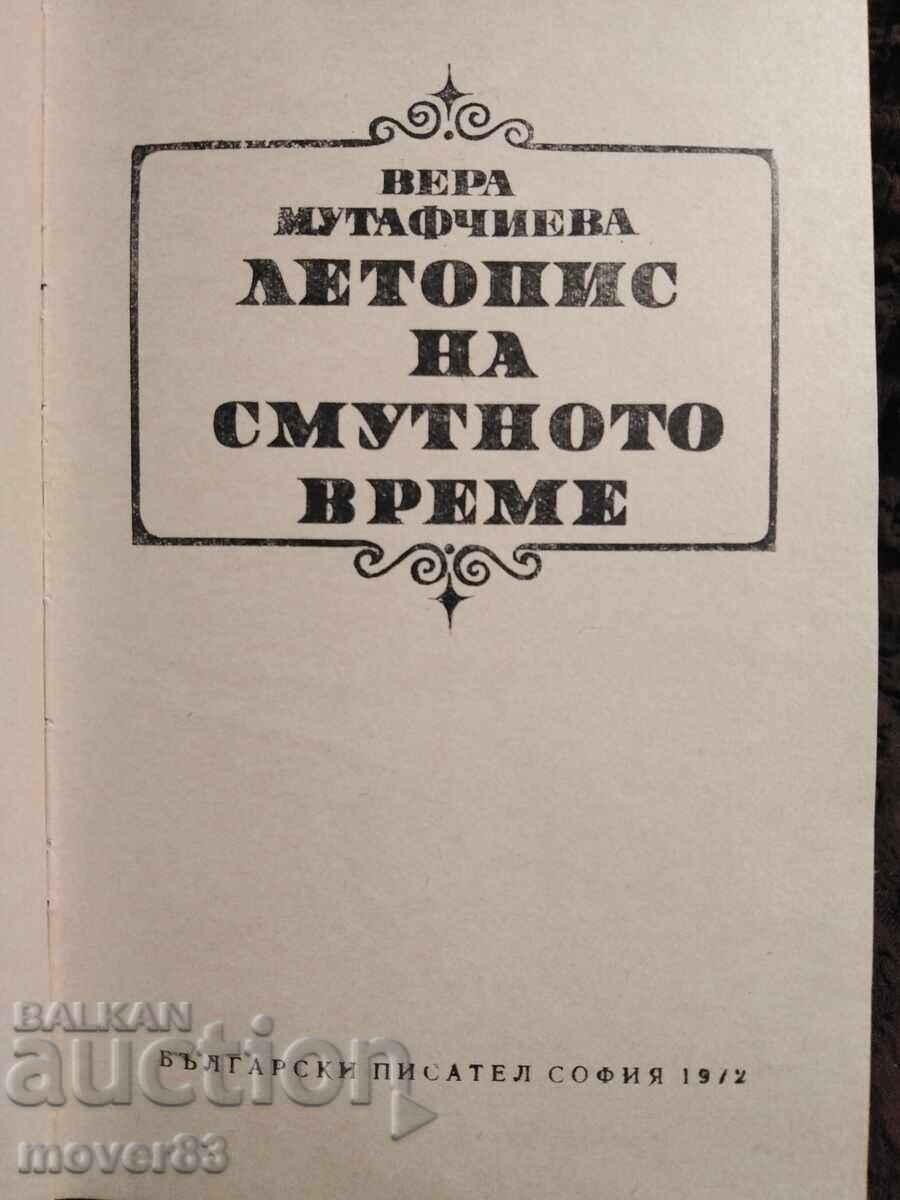 ВЕРА
МУТАФЧИЕВА
ЛЕТОПИС
НА
СМУТНОТО
ВРЕМЕ
БЪЛГАРСКИ ПИСАТЕЛ СОФИЯ 1972
BALKAN
auction
mover83